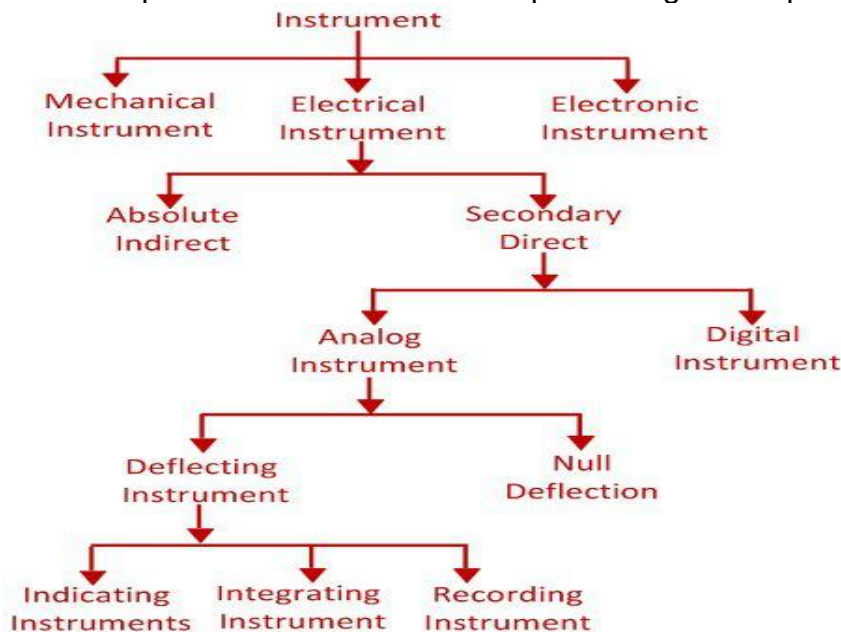 Instrument
Mechanical Instrument
Electrical Instrument
Electronic Instrument
Absolute Indirect
Secondary Direct
Analog Instrument
Digital Instrument
Deflecting Instrument
Null Deflection
Indicating Instruments
Integrating Instrument
Recording Instrument